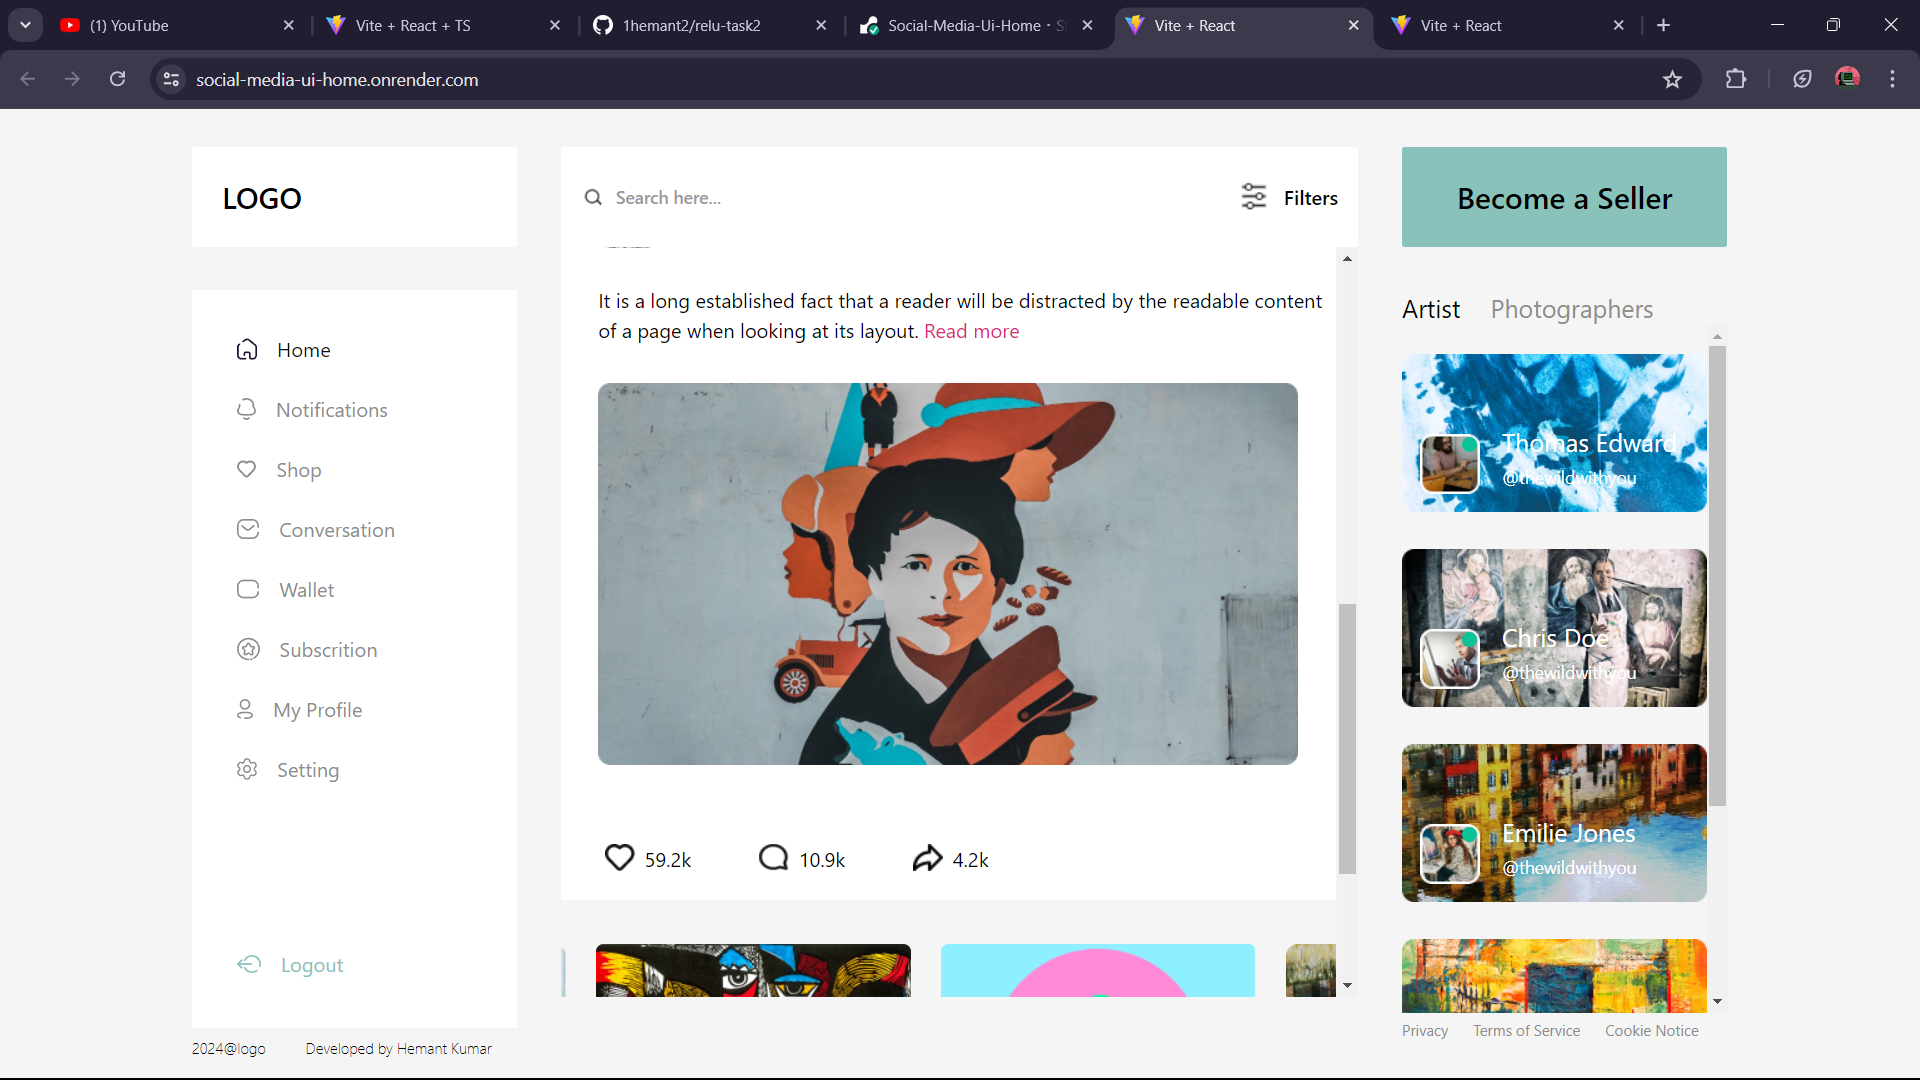 (1) YouTube
Vite + React + TS
1hemant2/relu-task2
Social-Media-Ui-Home
Vite + React
Vite + React
social-media-ui-home.onrender.com
LOGO
Search here...
Filters
Become a Seller
Home
Notifications
Shop
Conversation
Wallet
Subscrition
My Profile
Setting
Logout
2024@logo
Developed by Hemant Kumar
It is a long established fact that a reader will be distracted by the readable content
of a page when looking at its layout. Read more
59.2k
10.9k
4.2k
Artist
Photographers
Thomas Edward
@thewildwithyou
Chris Doe
@thewildwithyou
Emilie Jones
@thewildwithyou
Privacy
Terms of Service
Cookie Notice